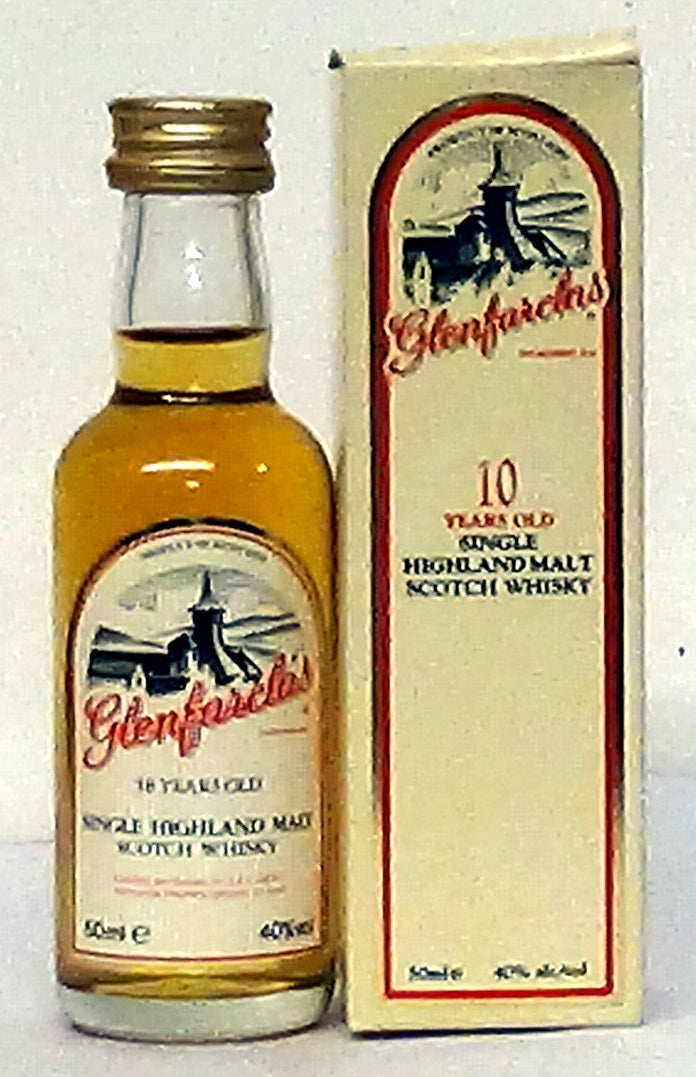 Glenfarclas
YEARS OLD
SINGLE HIGHLAND MALT
SCOTCH WHISKY
50ml e
40%vol
Glenfarclas
10
YEARS OLD
SINGLE
HIGHLAND MALT
SCOTCH WHISKY
50ml e
40% alc/vol